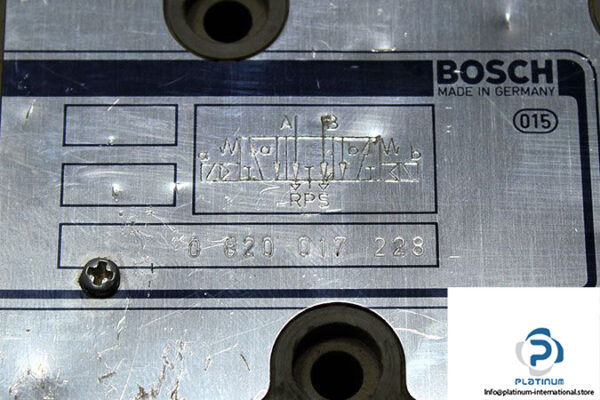 BOSCH
MADE IN GERMANY
015
A B
a a b b
RPS
0 820 017 228
PLATINUM
Info@platinum-international.store